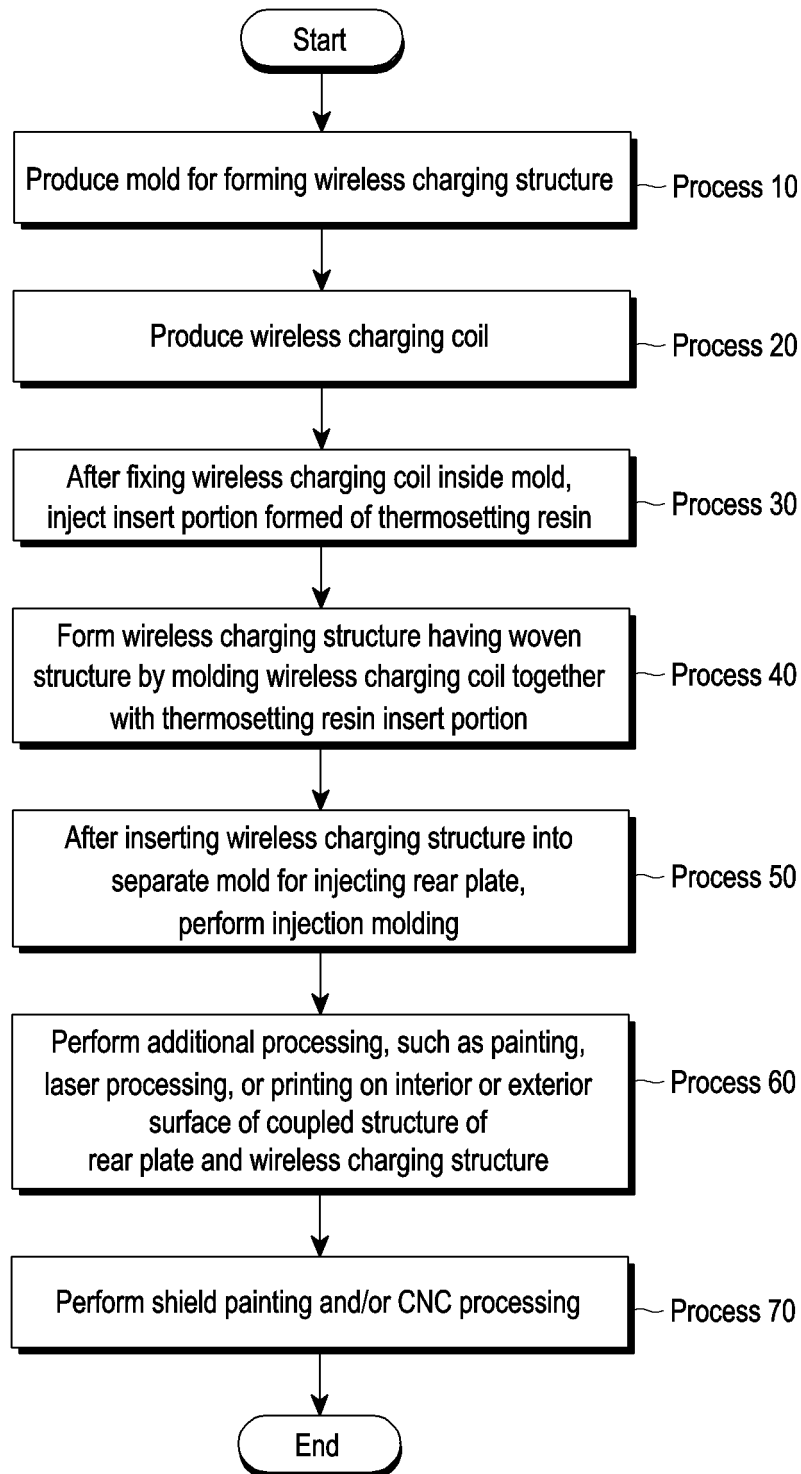 Start
Produce mold for forming wireless charging structure
Process 10
Produce wireless charging coil
Process 20
After fixing wireless charging coil inside mold,
inject insert portion formed of thermosetting resin
Process 30
Form wireless charging structure having woven
structure by molding wireless charging coil together
with thermosetting resin insert portion
Process 40
After inserting wireless charging structure into
separate mold for injecting rear plate,
perform injection molding
Process 50
Perform additional processing, such as painting,
laser processing, or printing on interior or exterior
surface of coupled structure of
rear plate and wireless charging structure
Process 60
Perform shield painting and/or CNC processing
Process 70
End